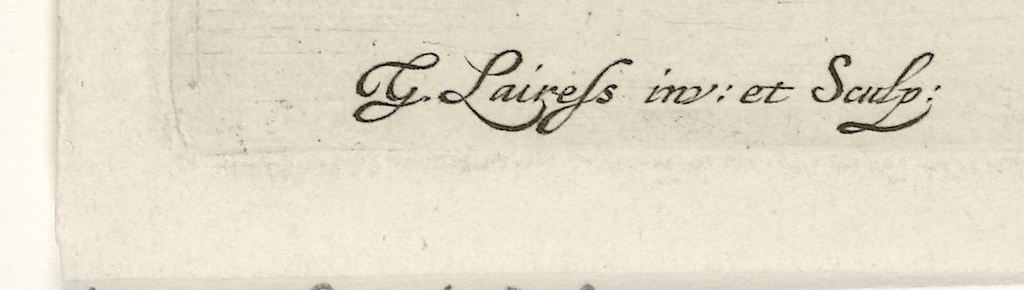 G. Laireſs inv: et Sculp: